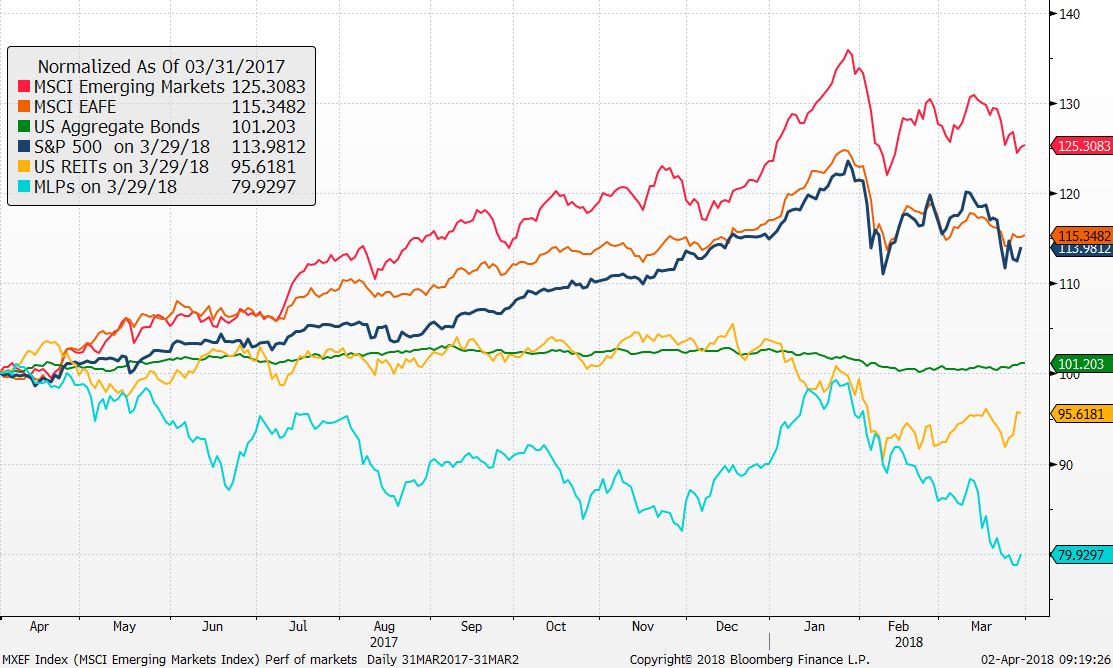 Normalized As Of 03/31/2017
MSCI Emerging Markets 125.3083
MSCI EAFE 115.3482
US Aggregate Bonds 101.203
S&P 500 on 3/29/18 113.9812
US REITs on 3/29/18 95.6181
MLPs on 3/29/18 79.9297
140
130
125.3083
120
115.3482
113.9812
110
101.203
100
95.6181
90
79.9297
Apr May Jun Jul Aug Sep Oct Nov Dec Jan Feb Mar
2017 2018
MXEF Index (MSCI Emerging Markets Index) Perf of markets Daily 31MAR2017-31MAR2 Copyright© 2018 Bloomberg Finance L.P. 02-Apr-2018 09:19:26